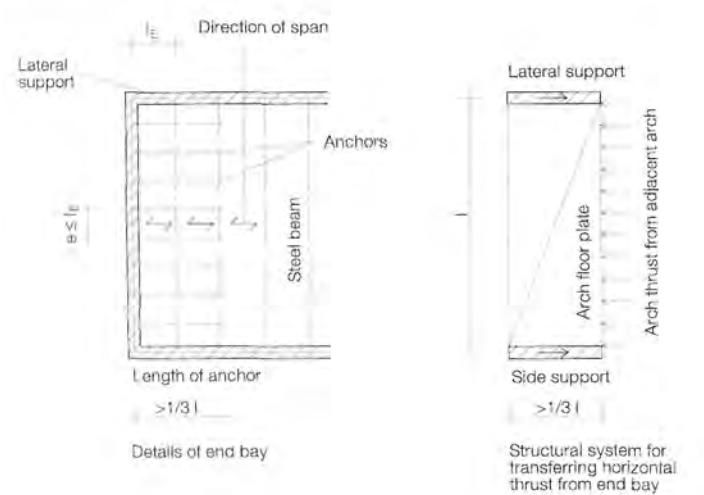 l_E
Direction of span
Lateral
support
Anchors
e ≤ l_E
Steel beam
Length of anchor
>1/3 l
Details of end bay
Lateral support
l
Arch floor plate
Arch thrust from adjacent arch
Side support
>1/3 l
Structural system for
transferring horizontal
thrust from end bay